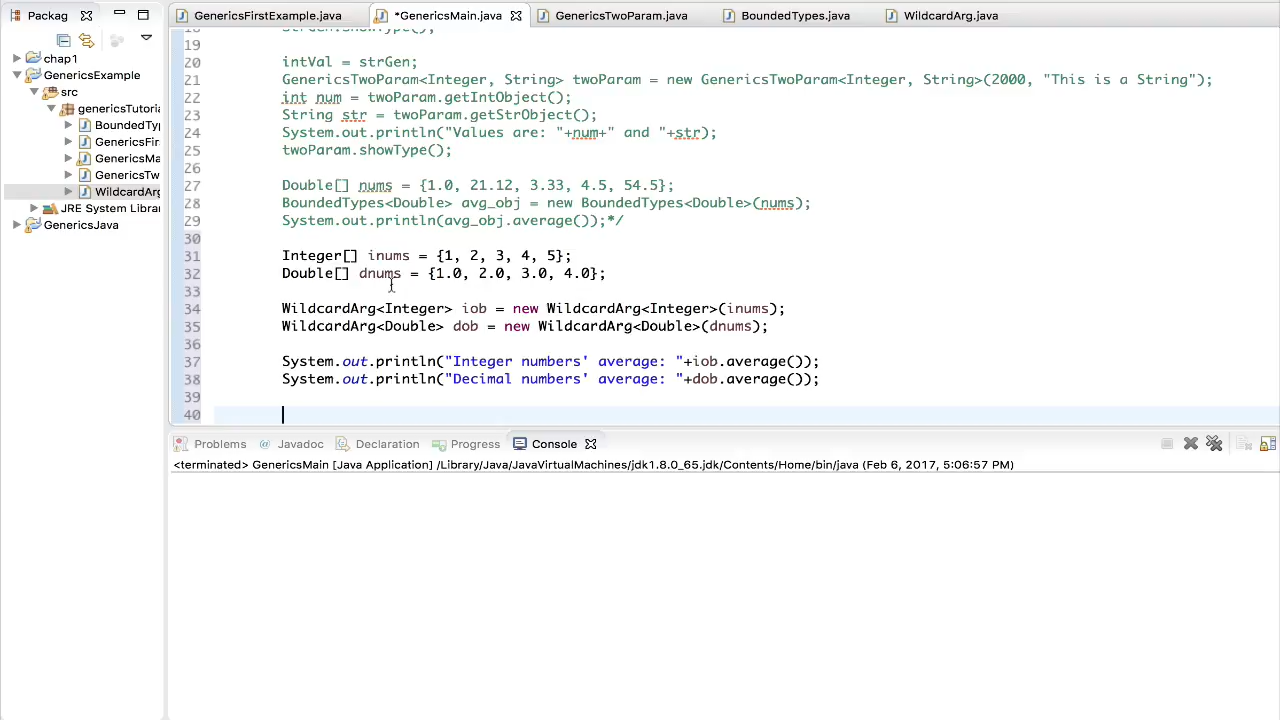 Packag
GenericsFirstExample.java
*GenericsMain.java
GenericsTwoParam.java
BoundedTypes.java
WildcardArg.java
chap1
GenericsExample
src
genericsTutoria
BoundedTyp
GenericsFir
GenericsMa
GenericsTw
WildcardArg
JRE System Librar
GenericsJava
18 StrGen.showType();
19
20 intVal = strGen;
21 GenericsTwoParam<Integer, String> twoParam = new GenericsTwoParam<Integer, String>(2000, "This is a String");
22 int num = twoParam.getIntObject();
23 String str = twoParam.getStrObject();
24 System.out.println("Values are: "+num+" and "+str);
25 twoParam.showType();
26
27 Double[] nums = {1.0, 21.12, 3.33, 4.5, 54.5};
28 BoundedTypes<Double> avg_obj = new BoundedTypes<Double>(nums);
29 System.out.println(avg_obj.average());*/
30
31 Integer[] inums = {1, 2, 3, 4, 5};
32 Double[] dnums = {1.0, 2.0, 3.0, 4.0};
33
34 WildcardArg<Integer> iob = new WildcardArg<Integer>(inums);
35 WildcardArg<Double> dob = new WildcardArg<Double>(dnums);
36
37 System.out.println("Integer numbers' average: "+iob.average());
38 System.out.println("Decimal numbers' average: "+dob.average());
39
40
Problems @ Javadoc Declaration Progress Console
<terminated> GenericsMain [Java Application] /Library/Java/JavaVirtualMachines/jdk1.8.0_65.jdk/Contents/Home/bin/java (Feb 6, 2017, 5:06:57 PM)